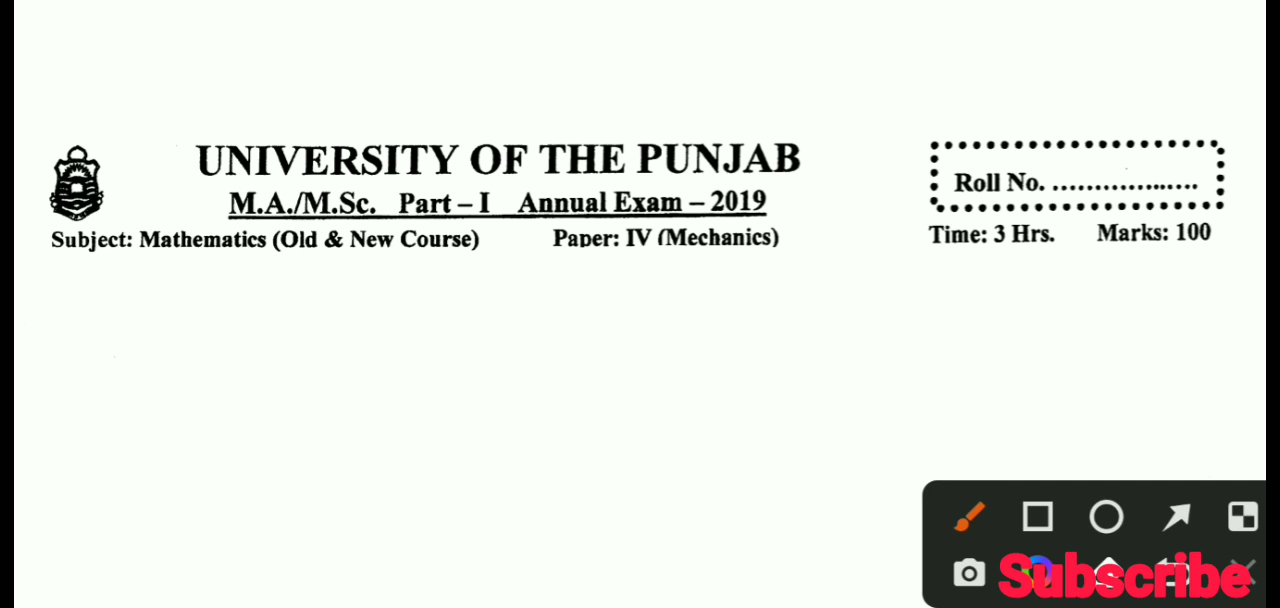 UNIVERSITY OF THE PUNJAB
M.A./M.Sc. Part – I Annual Exam – 2019
Roll No. ....................
Subject: Mathematics (Old & New Course) Paper: IV (Mechanics) Time: 3 Hrs. Marks: 100
Subscribe